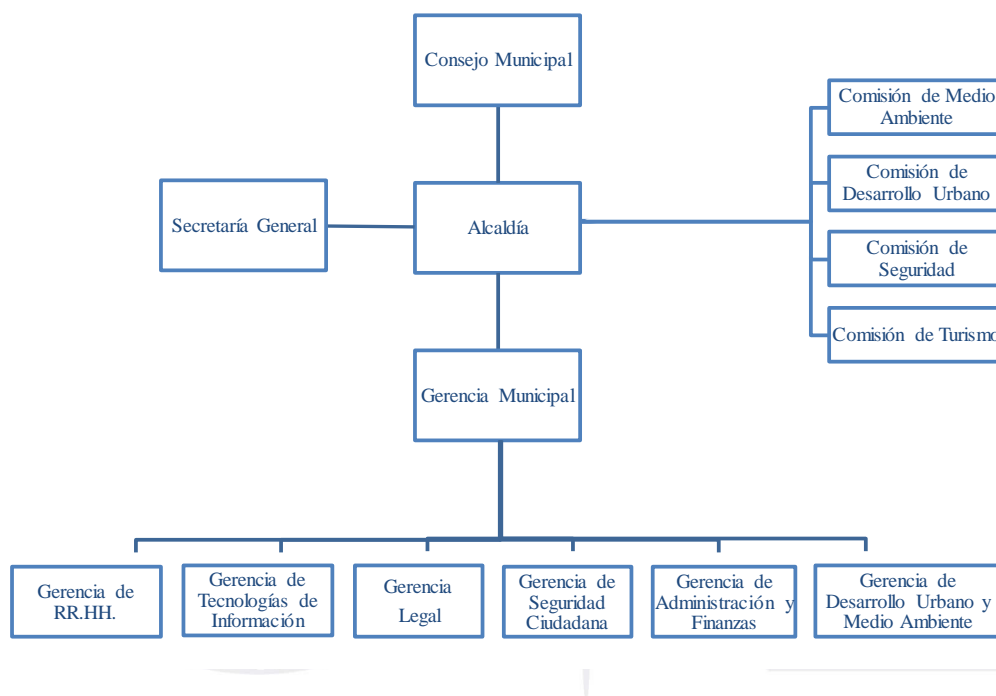 Consejo Municipal
Comisión de Medio
Ambiente
Comisión de
Desarrollo Urbano
Secretaría General
Alcaldía
Comisión de
Seguridad
Comisión de Turismo
Gerencia Municipal
Gerencia de
RR.HH.
Gerencia de
Tecnologías de
Información
Gerencia
Legal
Gerencia de
Seguridad
Ciudadana
Gerencia de
Administración y
Finanzas
Gerencia de
Desarrollo Urbano y
Medio Ambiente